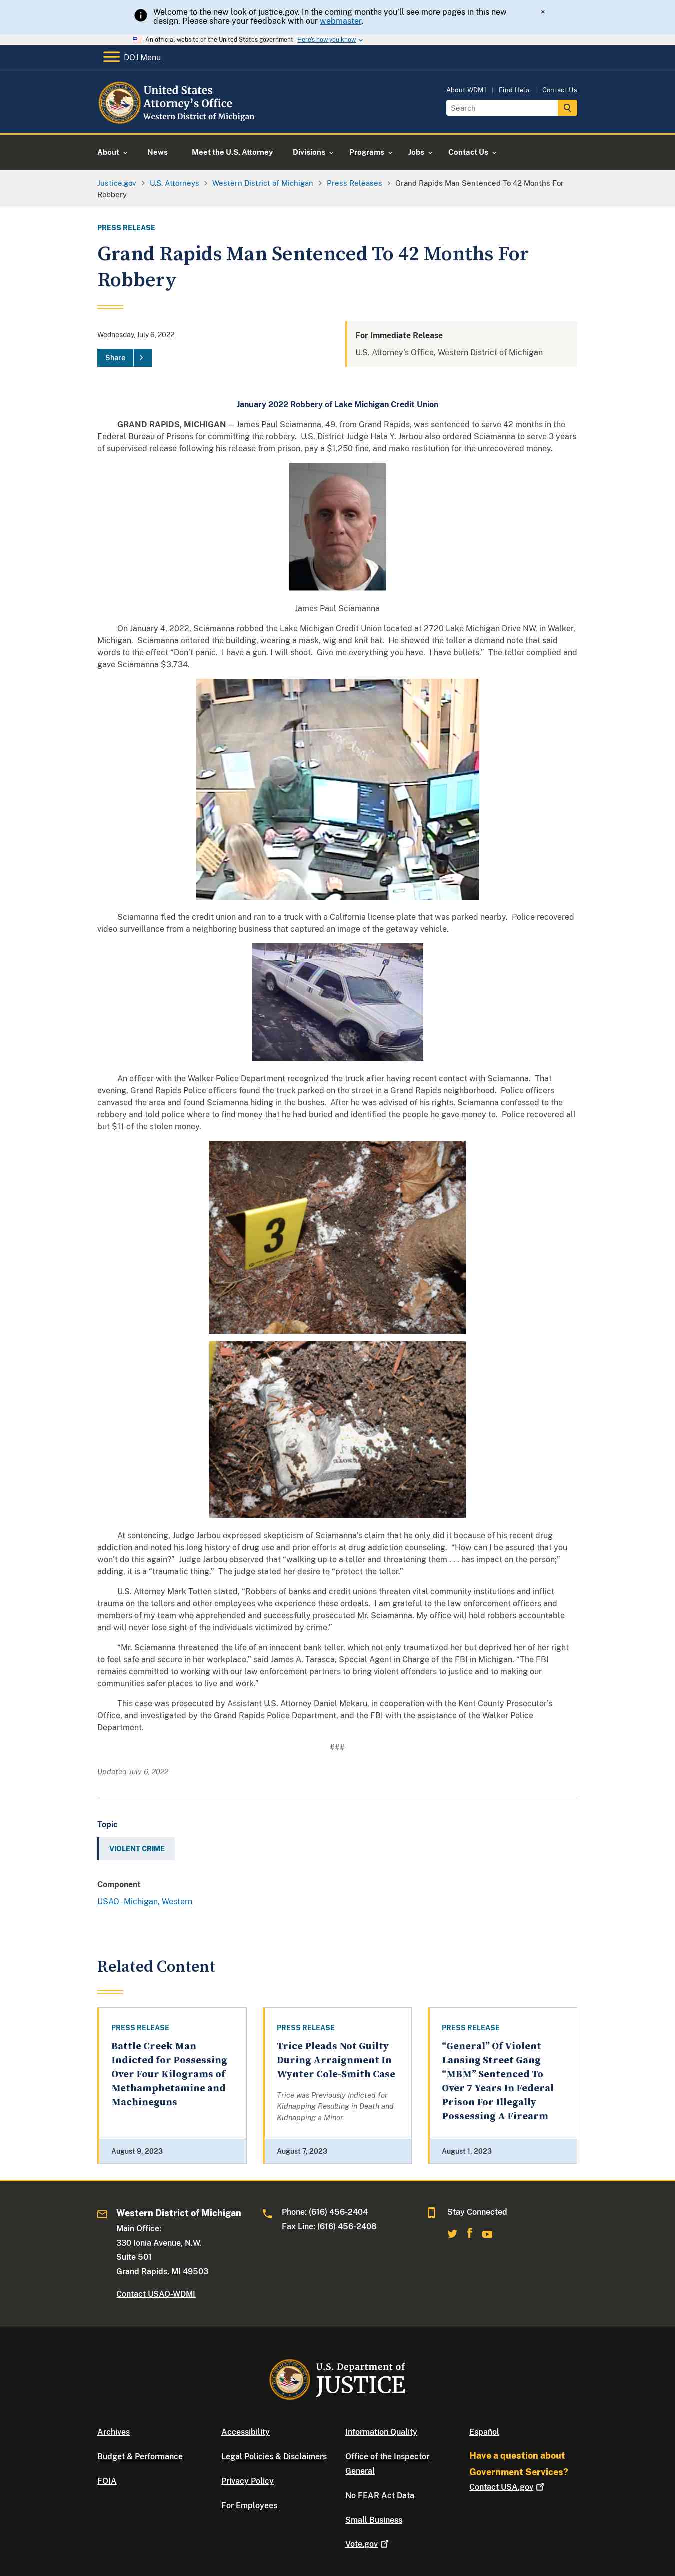 Welcome to the new look of justice.gov. In the coming months you'll see more pages in this new
design. Please share your feedback with our webmaster.
×
An official website of the United States government Here's how you know
DOJ Menu
United States
Attorney's Office
Western District of Michigan
About WDMI | Find Help | Contact Us
Search
About News Meet the U.S. Attorney Divisions Programs Jobs Contact Us
Justice.gov > U.S. Attorneys > Western District of Michigan > Press Releases > Grand Rapids Man Sentenced To 42 Months For
Robbery
PRESS RELEASE
Grand Rapids Man Sentenced To 42 Months For
Robbery
Wednesday, July 6, 2022
Share >
For Immediate Release
U.S. Attorney's Office, Western District of Michigan
January 2022 Robbery of Lake Michigan Credit Union
GRAND RAPIDS, MICHIGAN — James Paul Sciamanna, 49, from Grand Rapids, was sentenced to serve 42 months in the
Federal Bureau of Prisons for committing the robbery. U.S. District Judge Hala Y. Jarbou also ordered Sciamanna to serve 3 years
of supervised release following his release from prison, pay a $1,250 fine, and make restitution for the unrecovered money.
James Paul Sciamanna
On January 4, 2022, Sciamanna robbed the Lake Michigan Credit Union located at 2720 Lake Michigan Drive NW, in Walker,
Michigan. Sciamanna entered the building, wearing a mask, wig and knit hat. He showed the teller a demand note that said
words to the effect “Don't panic. I have a gun. I will shoot. Give me everything you have. I have bullets.” The teller complied and
gave Sciamanna $3,734.
Sciamanna fled the credit union and ran to a truck with a California license plate that was parked nearby. Police recovered
video surveillance from a neighboring business that captured an image of the getaway vehicle.
An officer with the Walker Police Department recognized the truck after having recent contact with Sciamanna. That
evening, Grand Rapids Police officers found the truck parked on the street in a Grand Rapids neighborhood. Police officers
canvased the area and found Sciamanna hiding in the bushes. After he was advised of his rights, Sciamanna confessed to the
robbery and told police where to find money that he had buried and identified the people he gave money to. Police recovered all
but $11 of the stolen money.
3
At sentencing, Judge Jarbou expressed skepticism of Sciamanna's claim that he only did it because of his recent drug
addiction and noted his long history of drug use and prior efforts at drug addiction counseling. “How can I be assured that you
won't do this again?” Judge Jarbou observed that “walking up to a teller and threatening them . . . has impact on the person;”
adding, it is a “traumatic thing.” The judge stated her desire to “protect the teller.”
U.S. Attorney Mark Totten stated, “Robbers of banks and credit unions threaten vital community institutions and inflict
trauma on the tellers and other employees who experience these ordeals. I am grateful to the law enforcement officers and
members of my team who apprehended and successfully prosecuted Mr. Sciamanna. My office will hold robbers accountable
and will never lose sight of the individuals victimized by crime.”
“Mr. Sciamanna threatened the life of an innocent bank teller, which not only traumatized her but deprived her of her right
to feel safe and secure in her workplace,” said James A. Tarasca, Special Agent in Charge of the FBI in Michigan. “The FBI
remains committed to working with our law enforcement partners to bring violent offenders to justice and to making our
communities safer places to live and work.”
This case was prosecuted by Assistant U.S. Attorney Daniel Mekaru, in cooperation with the Kent County Prosecutor's
Office, and investigated by the Grand Rapids Police Department, and the FBI with the assistance of the Walker Police
Department.
###
Updated July 6, 2022
Topic
VIOLENT CRIME
Component
USAO - Michigan, Western
Related Content
PRESS RELEASE
Battle Creek Man
Indicted for Possessing
Over Four Kilograms of
Methamphetamine and
Machineguns
August 9, 2023
PRESS RELEASE
Trice Pleads Not Guilty
During Arraignment In
Wynter Cole-Smith Case
Trice was Previously Indicted for
Kidnapping Resulting in Death and
Kidnapping a Minor
August 7, 2023
PRESS RELEASE
“General” Of Violent
Lansing Street Gang
“MBM” Sentenced To
Over 7 Years In Federal
Prison For Illegally
Possessing A Firearm
August 1, 2023
Western District of Michigan
Main Office:
330 Ionia Avenue, N.W.
Suite 501
Grand Rapids, MI 49503
Contact USAO-WDMI
Phone: (616) 456-2404
Fax Line: (616) 456-2408
Stay Connected
U.S. Department of
JUSTICE
Archives
Budget & Performance
FOIA
Accessibility
Legal Policies & Disclaimers
Privacy Policy
For Employees
Information Quality
Office of the Inspector
General
No FEAR Act Data
Small Business
Vote.gov
Español
Have a question about
Government Services?
Contact USA.gov